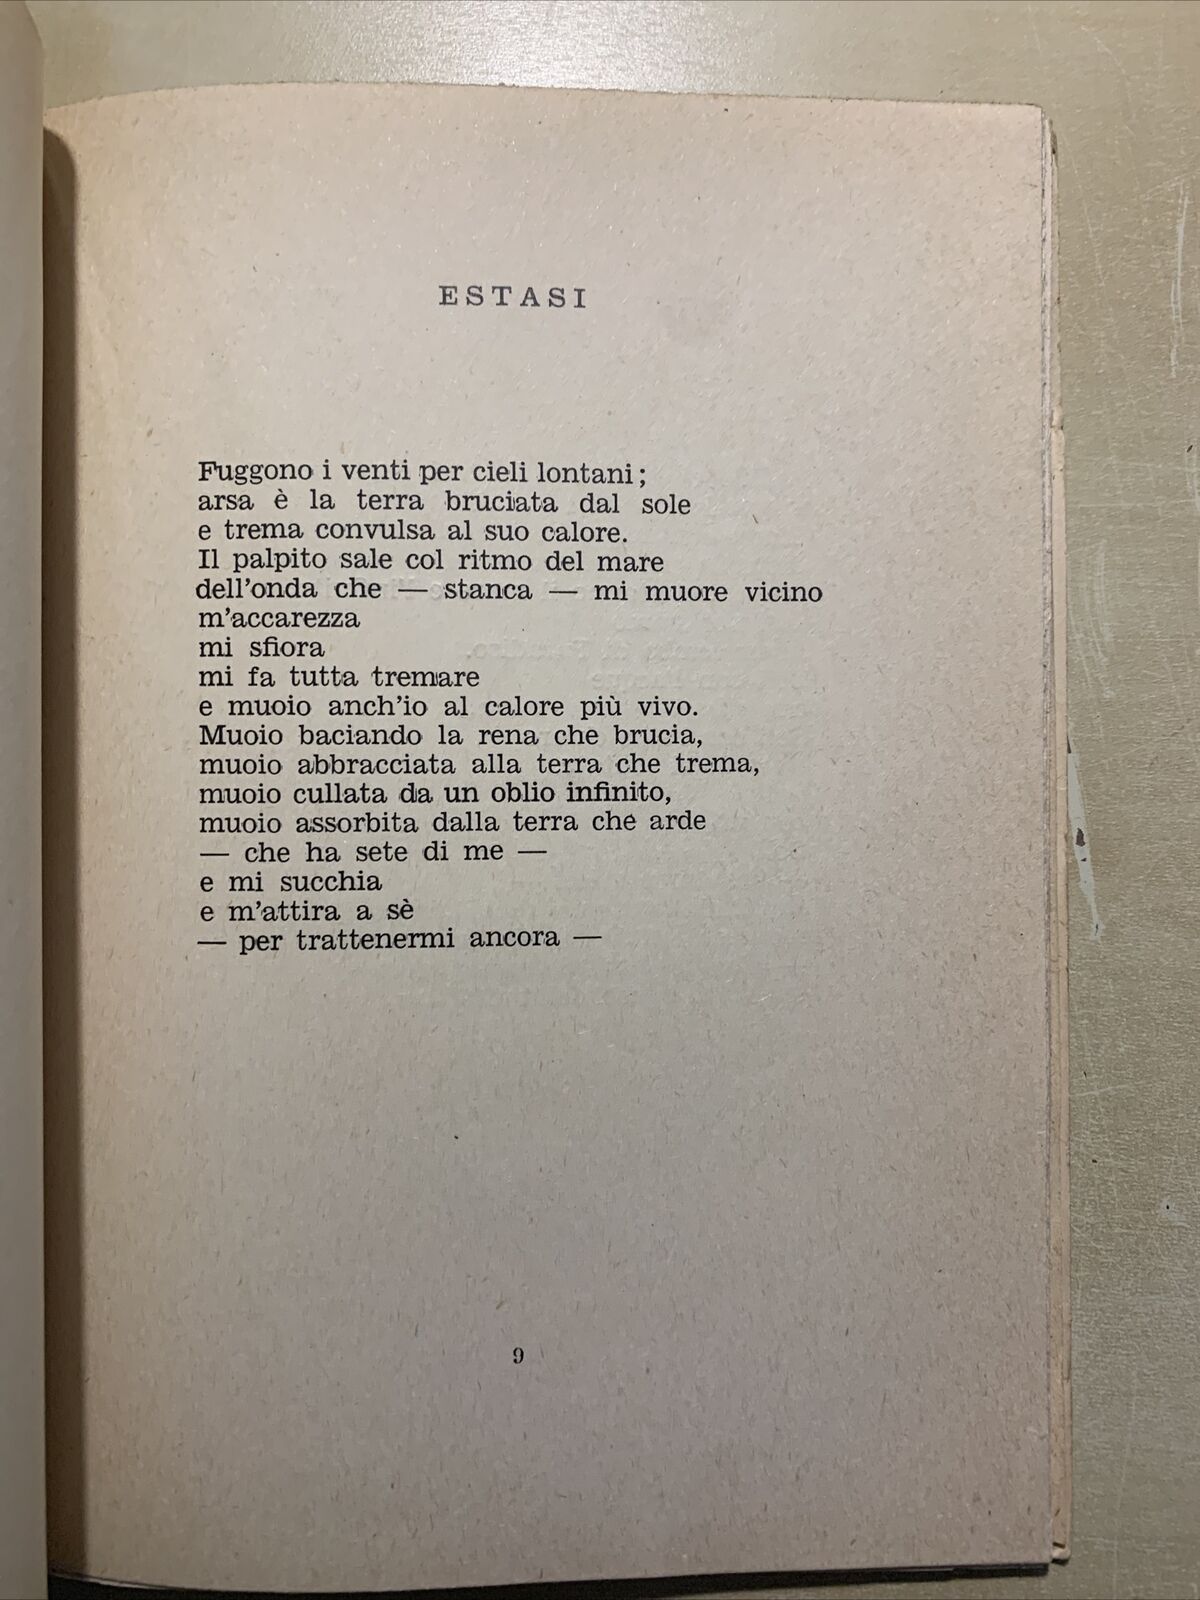 ESTASI
Fuggono i venti per cieli lontani;
arsa è la terra bruciata dal sole
e trema convulsa al suo calore.
Il palpito sale col ritmo del mare
dell'onda che — stanca — mi muore vicino
m'accarezza
mi sfiora
mi fa tutta tremare
e muoio anch'io al calore più vivo.
Muoio baciando la rena che brucia,
muoio abbracciata alla terra che trema,
muoio cullata da un oblio infinito,
muoio assorbita dalla terra che arde
— che ha sete di me —
e mi succhia
e m'attira a sè
— per trattenermi ancora —
9